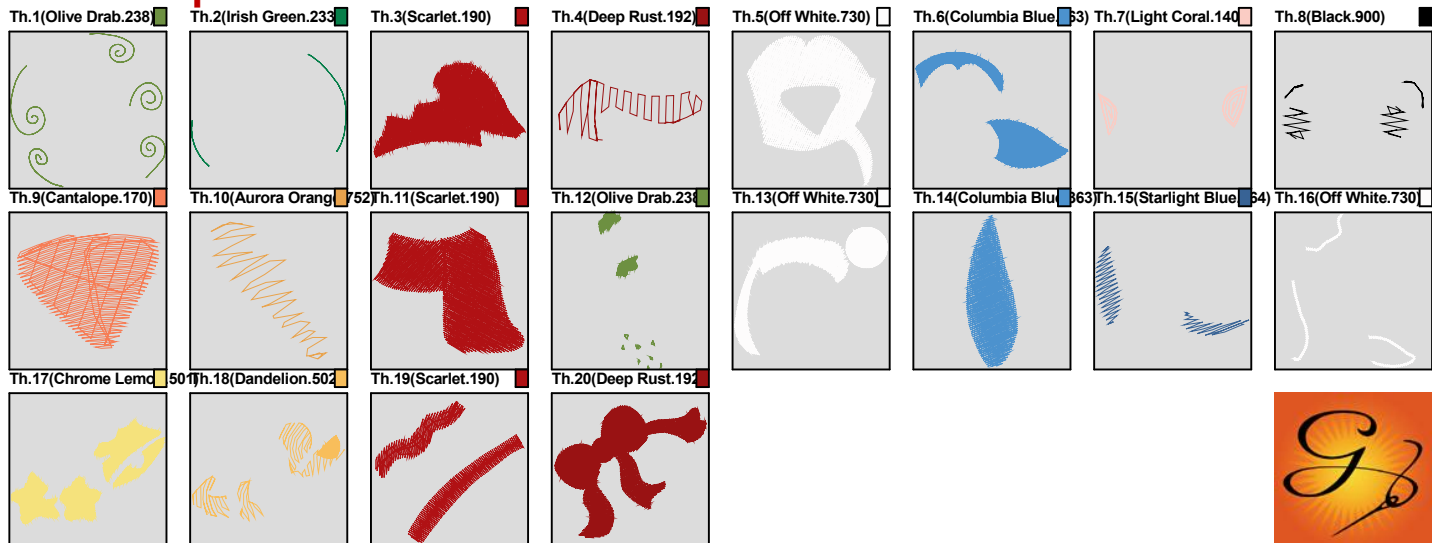 Th.1(Olive Drab.238) Th.2(Irish Green.233 Th.3(Scarlet.190) Th.4(Deep Rust.192) Th.5(Off White.730) Th.6(Columbia Blue. 63) Th.7(Light Coral.140 Th.8(Black.900)
Th.9(Cantalope.170) Th.10(Aurora Orang 752) Th.11(Scarlet.190) Th.12(Olive Drab.238 Th.13(Off White.730) Th.14(Columbia Blu 363) Th.15(Starlight Blue. 64) Th.16(Off White.730)
Th.17(Chrome Lemo 501) Th.18(Dandelion.502 Th.19(Scarlet.190) Th.20(Deep Rust.192